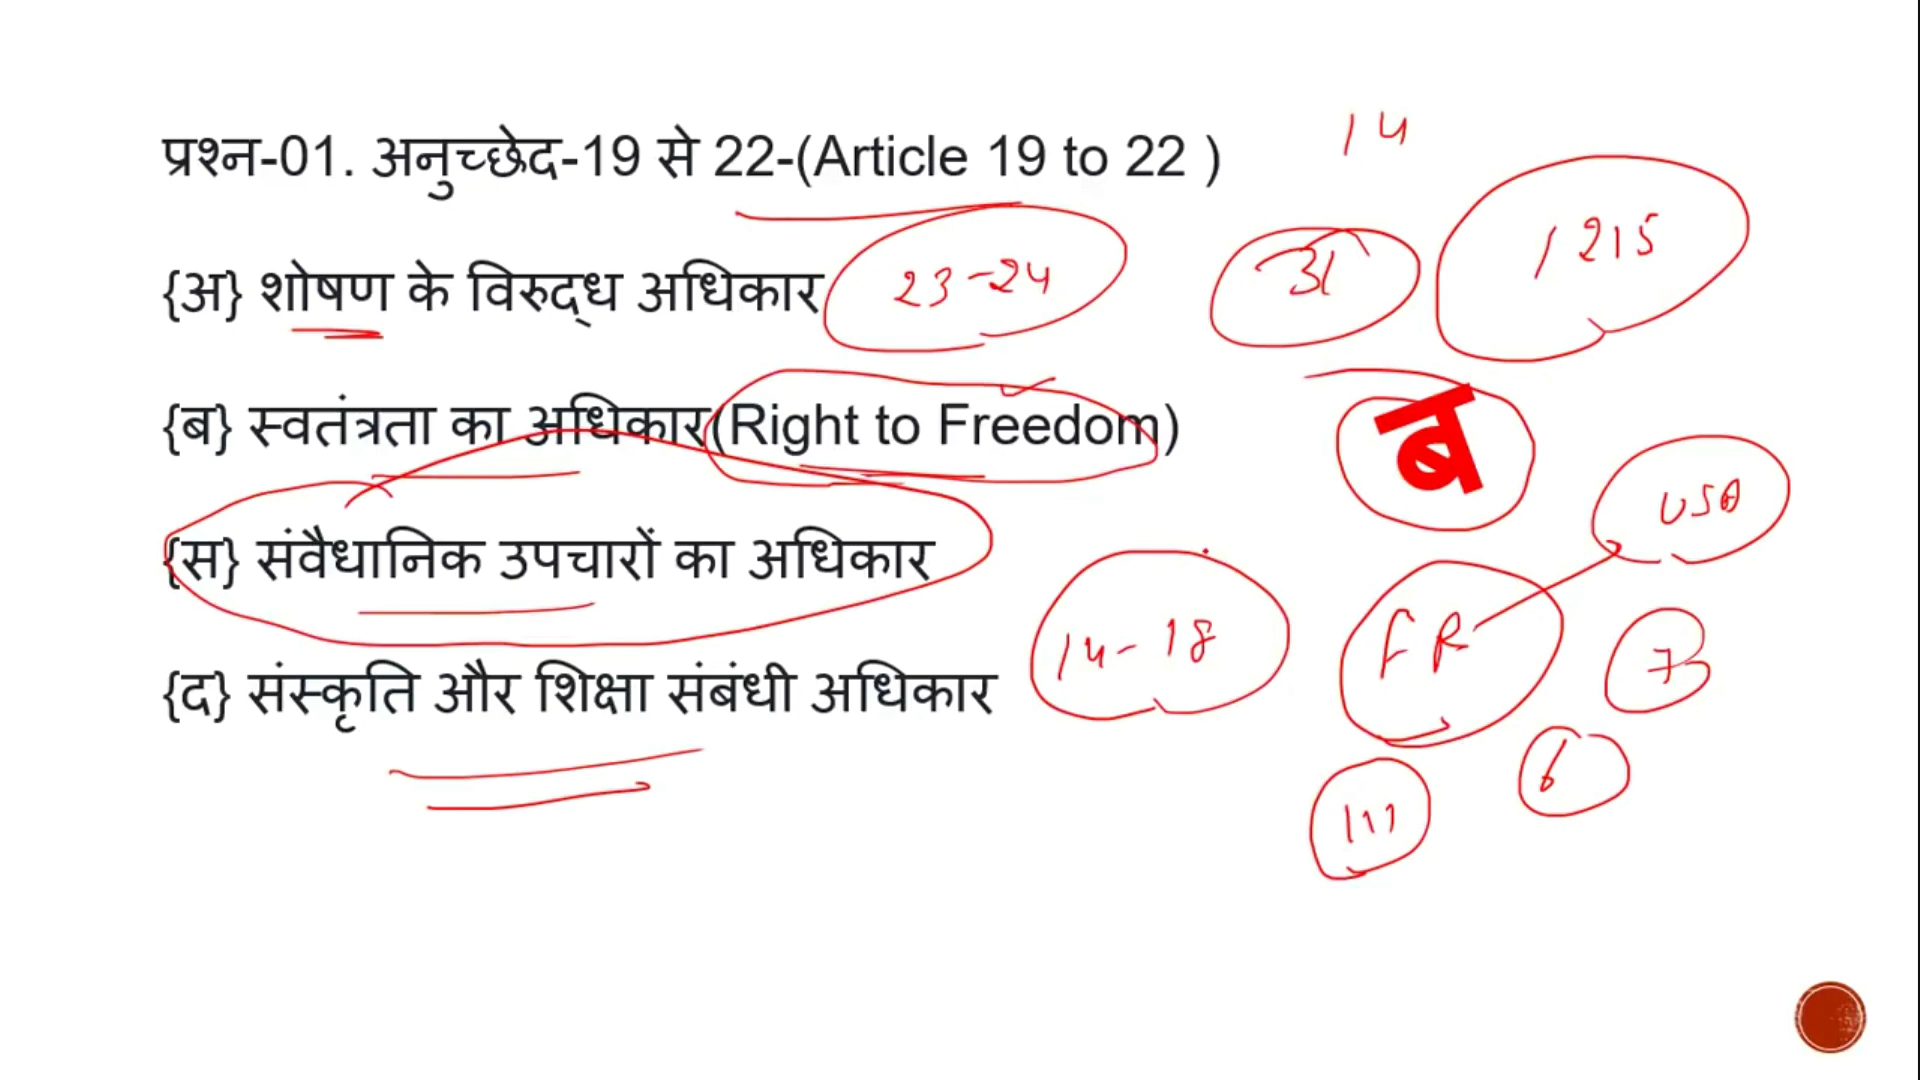 प्रश्न-01. अनुच्छेद-19 से 22-(Article 19 to 22 )
14
{अ} शोषण के विरुद्ध अधिकार
23-24
1215
{ब} स्वतंत्रता का अधिकार(Right to Freedom)
ब
USA
{स} संवैधानिक उपचारों का अधिकार
14-18
FR
7
{द} संस्कृति और शिक्षा संबंधी अधिकार
6
111